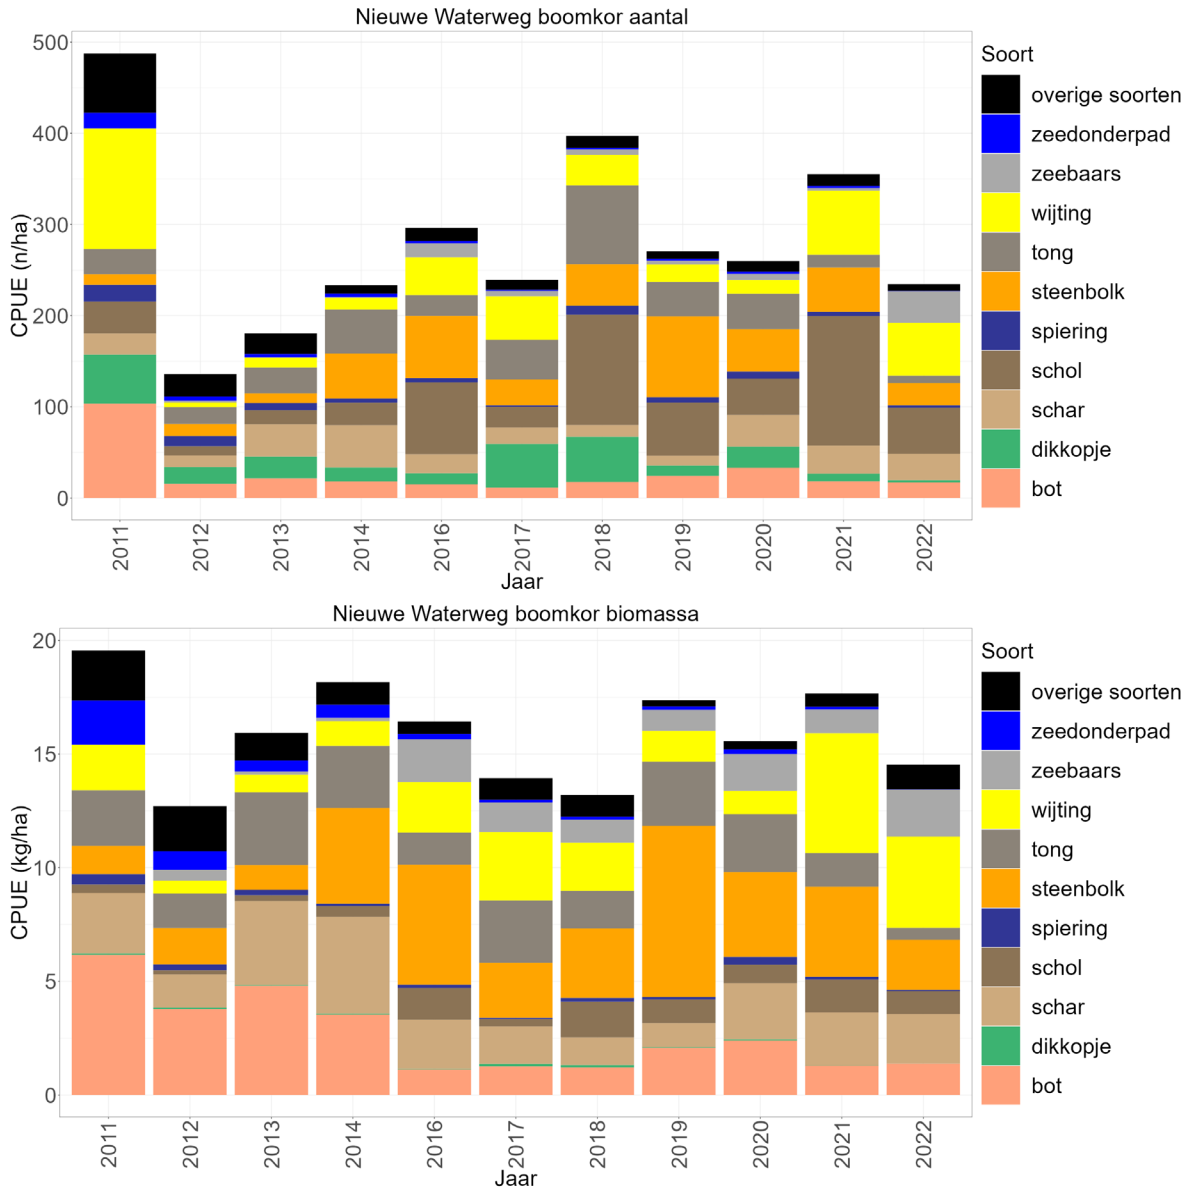 Nieuwe Waterweg boomkor aantal
CPUE (n/ha)
500
400
300
200
100
0
2011
2012
2013
2014
2016
2017
2018
2019
2020
2021
2022
Jaar
Soort
overige soorten
zeedonderpad
zeebaars
wijting
tong
steenbolk
spiering
schol
schar
dikkopje
bot
Nieuwe Waterweg boomkor biomassa
CPUE (kg/ha)
20
15
10
5
0
2011
2012
2013
2014
2016
2017
2018
2019
2020
2021
2022
Jaar
Soort
overige soorten
zeedonderpad
zeebaars
wijting
tong
steenbolk
spiering
schol
schar
dikkopje
bot